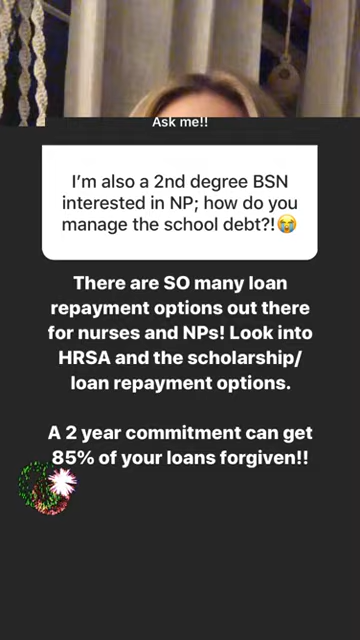 Ask me!!
I'm also a 2nd degree BSN
interested in NP; how do you
manage the school debt?!😭
There are SO many loan
repayment options out there
for nurses and NPs! Look into
HRSA and the scholarship/
loan repayment options.
A 2 year commitment can get
85% of your loans forgiven!!